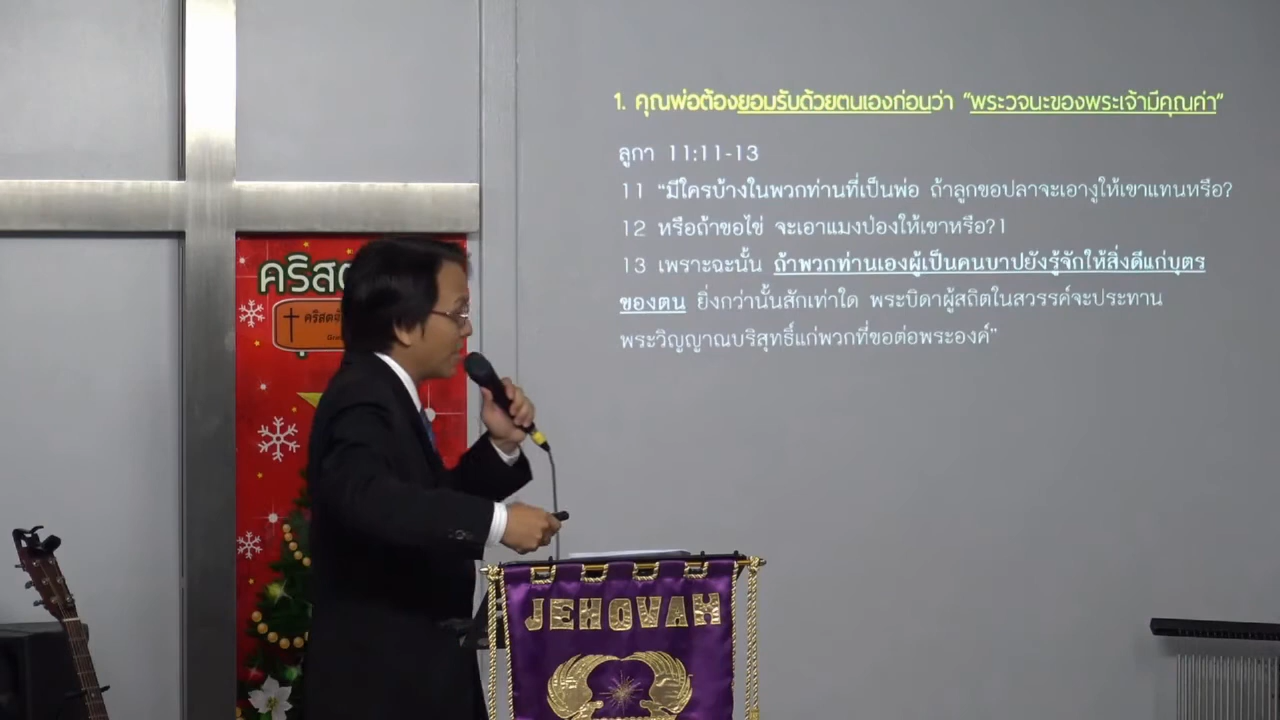 1. คุณพ่อต้องยอมรับด้วยตนเองก่อนว่า "พระวจนะของพระเจ้ามีคุณค่า"
ลูกา 11:11-13
11 "มีใครบ้างในพวกท่านที่เป็นพ่อ ถ้าลูกขอปลาจะเอางูให้เขาแทนหรือ?
12 หรือถ้าขอไข่ จะเอาแมงป่องให้เขาหรือ?1
13 เพราะฉะนั้น ถ้าพวกท่านเองผู้เป็นคนบาปยังรู้จักให้สิ่งดีแก่บุตร
ของตน ยิ่งกว่านั้นสักเท่าใด พระบิดาผู้สถิตในสวรรค์จะประทาน
พระวิญญาณบริสุทธิ์แก่พวกที่ขอต่อพระองค์"
JEHOVAH